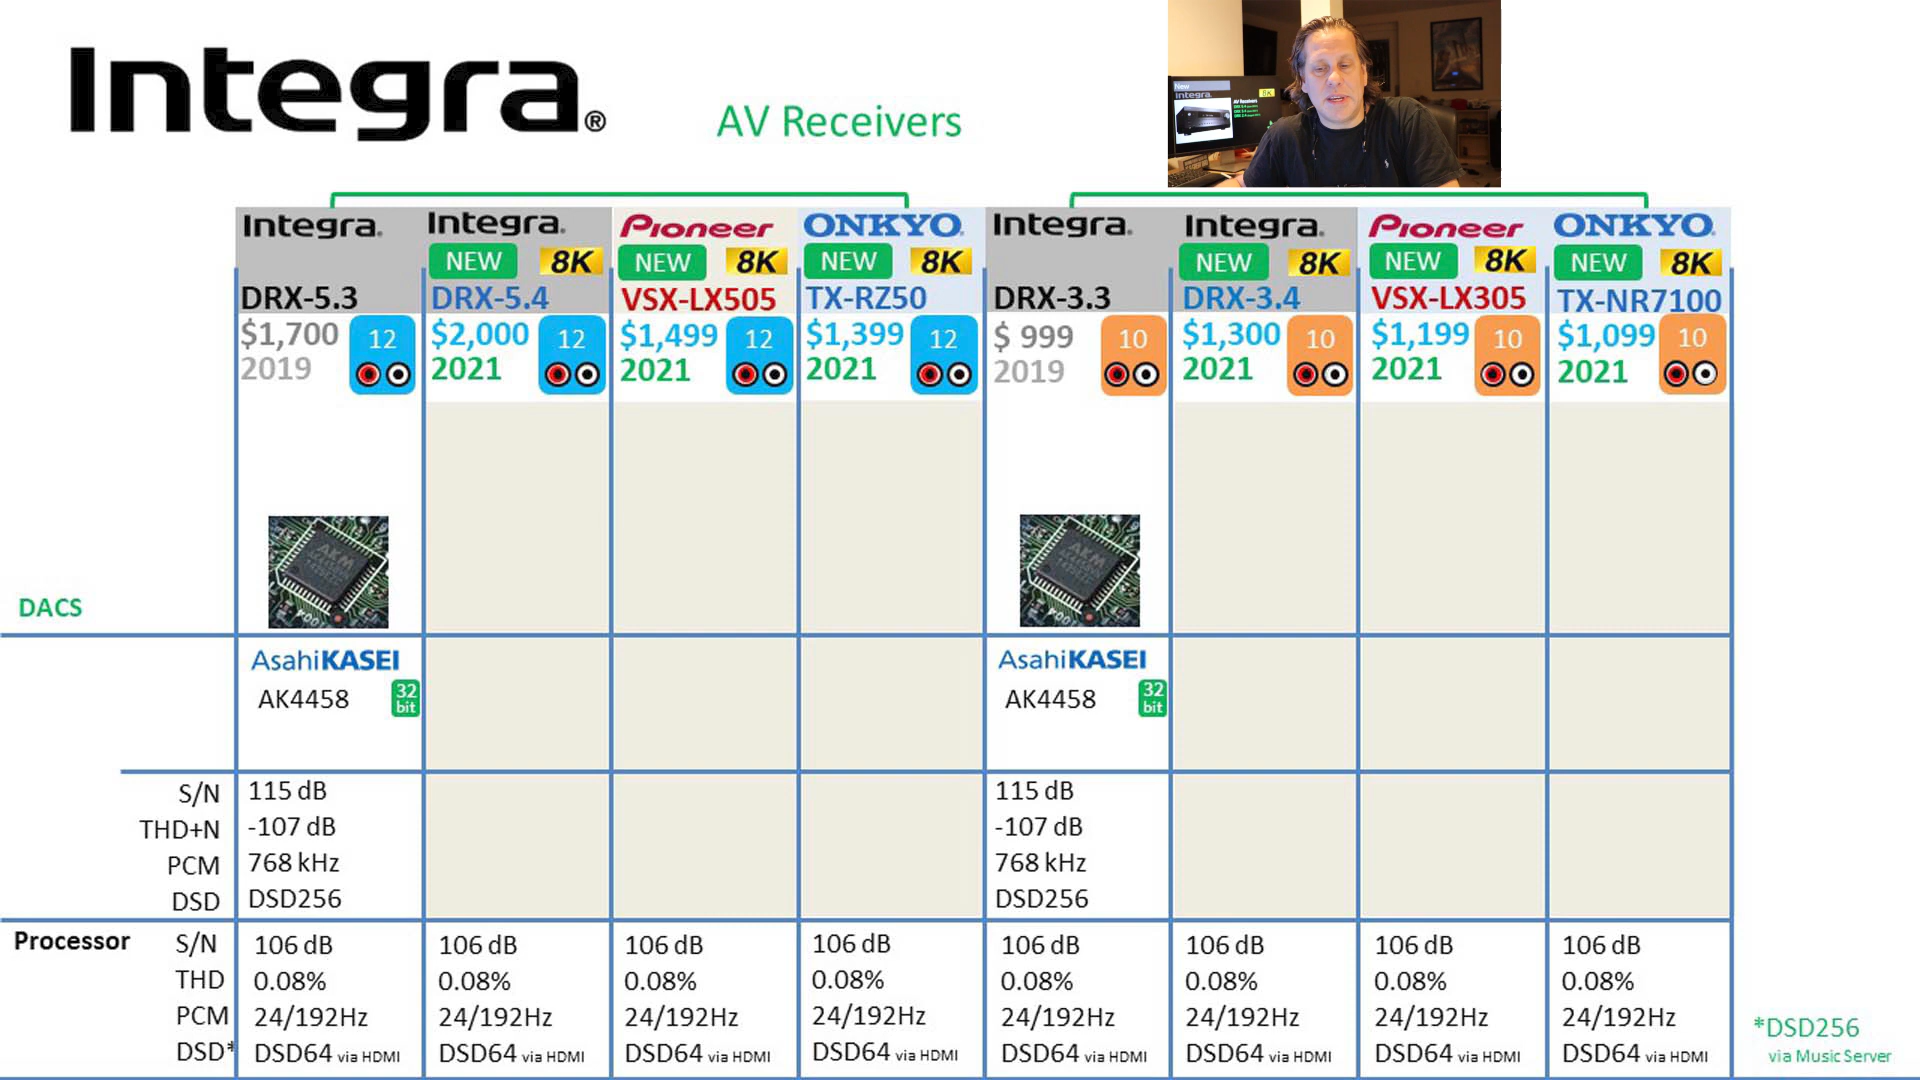 Integra®
AV Receivers
New
Integra.
8K
AV Receivers
Integra. Integra. Pioneer ONKYO. Integra. Integra. Pioneer ONKYO.
NEW 8K NEW 8K NEW 8K NEW 8K NEW 8K NEW 8K
DRX-5.3 DRX-5.4 VSX-LX505 TX-RZ50 DRX-3.3 DRX-3.4 VSX-LX305 TX-NR7100
$1,700 12 $2,000 12 $1,499 12 $1,399 12 $ 999 10 $1,300 10 $1,199 10 $1,099 10
2019 2021 2021 2021 2019 2021 2021 2021
AKM AKM
DACS
AsahiKASEI AsahiKASEI
AK4458 32 bit AK4458 32 bit
S/N 115 dB 115 dB
THD+N -107 dB -107 dB
PCM 768 kHz 768 kHz
DSD DSD256 DSD256
Processor S/N 106 dB 106 dB 106 dB 106 dB 106 dB 106 dB 106 dB 106 dB
THD 0.08% 0.08% 0.08% 0.08% 0.08% 0.08% 0.08% 0.08%
PCM 24/192Hz 24/192Hz 24/192Hz 24/192Hz 24/192Hz 24/192Hz 24/192Hz 24/192Hz
DSD* DSD64 via HDMI DSD64 via HDMI DSD64 via HDMI DSD64 via HDMI DSD64 via HDMI DSD64 via HDMI DSD64 via HDMI DSD64 via HDMI
*DSD256
via Music Server